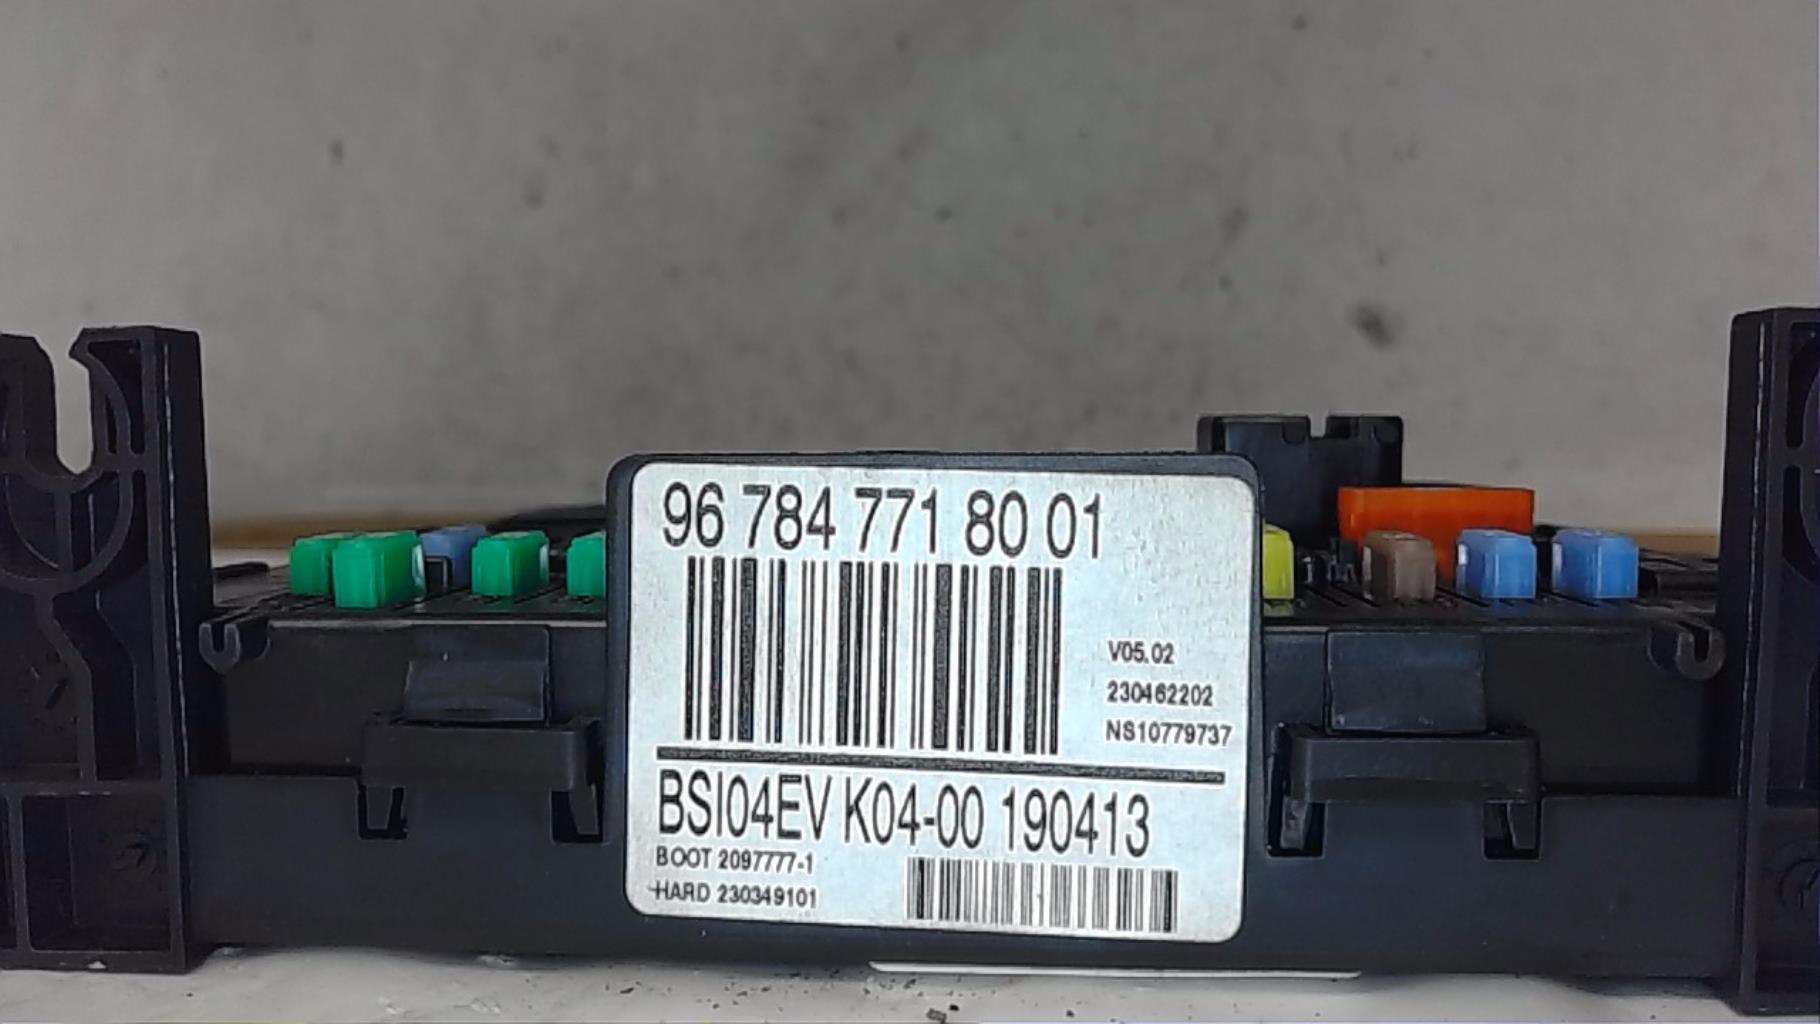 96 784 771 80 01
V05.02
230462202
NS10779737
BSI04EV K04-00 190413
BOOT 2097777-1
HARD 230349101